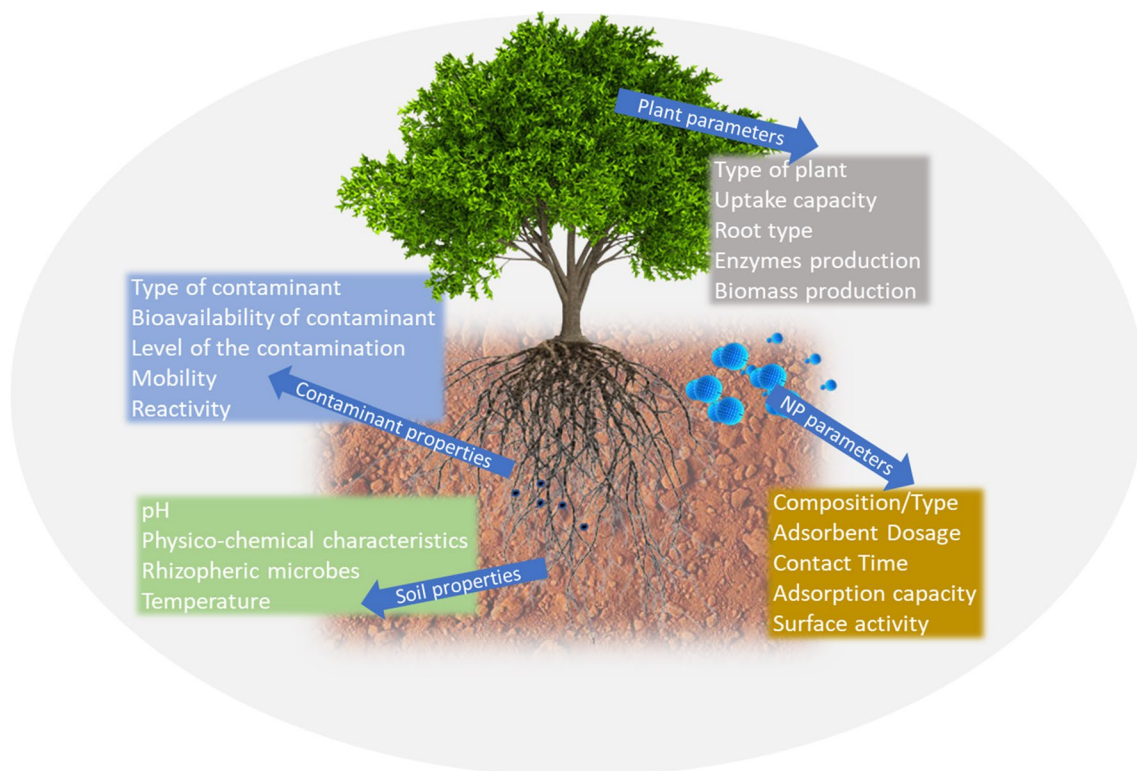 Plant parameters
Type of plant
Uptake capacity
Root type
Enzymes production
Biomass production
Type of contaminant
Bioavailability of contaminant
Level of the contamination
Mobility
Reactivity
Contaminant properties
NP parameters
Composition/Type
Adsorbent Dosage
Contact Time
Adsorption capacity
Surface activity
pH
Physico-chemical characteristics
Rhizopheric microbes
Temperature
Soil properties